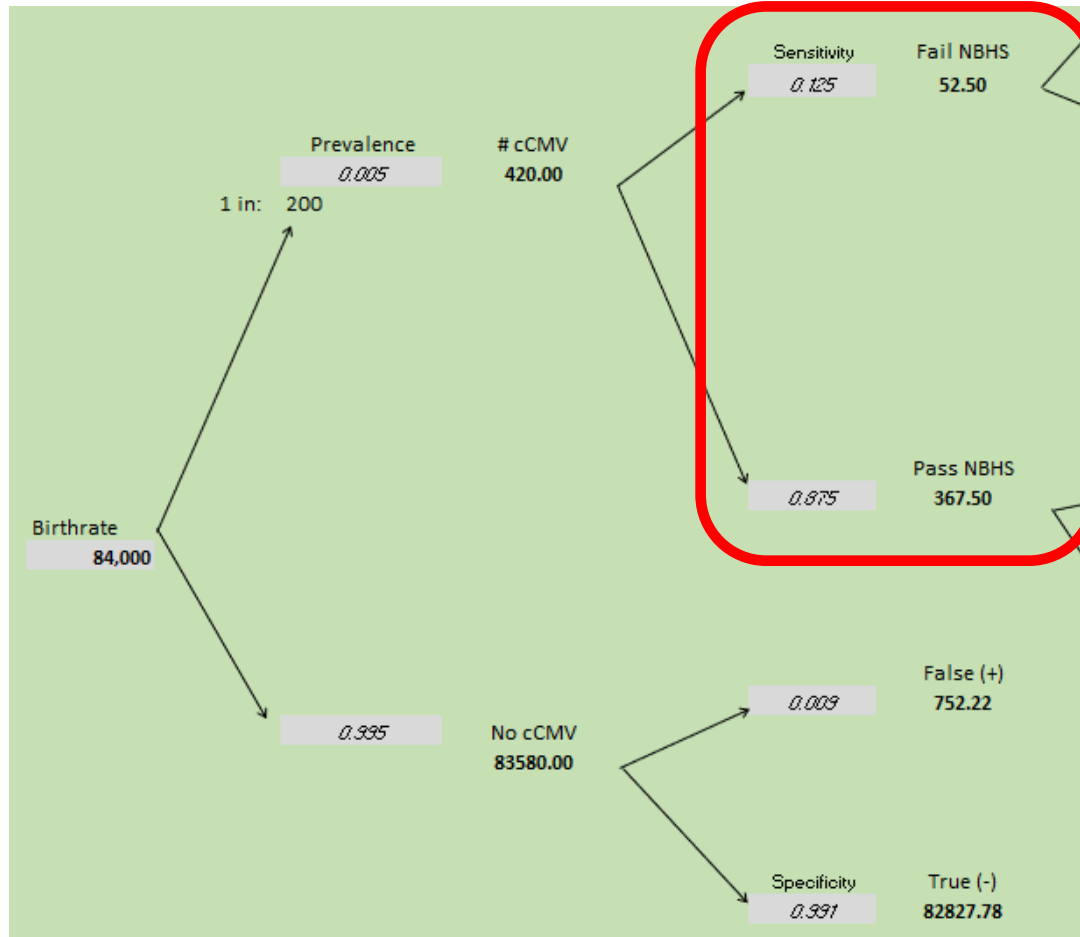 Sensitivity Fail NBHS
0.125 52.50
Prevalence # cCMV
0.005 420.00
1 in: 200
Pass NBHS
0.875 367.50
Birthrate
84,000
False (+)
0.009 752.22
0.995 No cCMV
83580.00
Specificity True (-)
0.991 82827.78